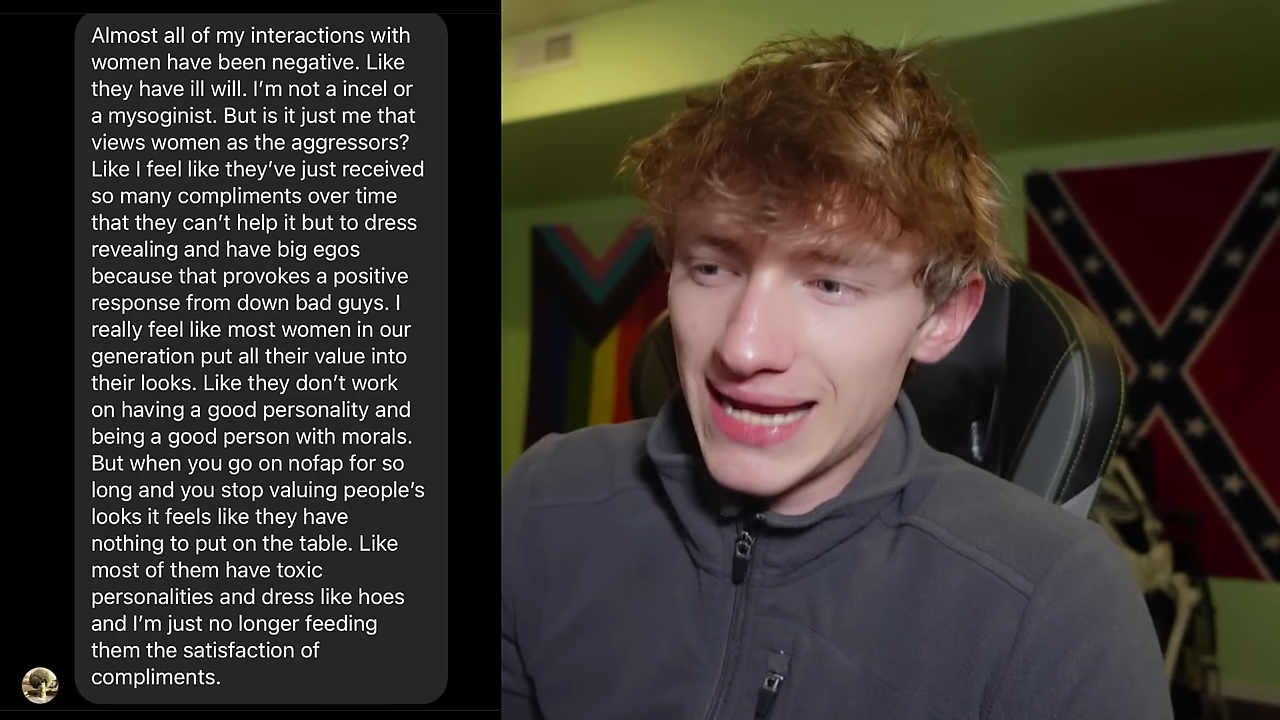 Almost all of my interactions with
women have been negative. Like
they have ill will. I’m not a incel or
a mysoginist. But is it just me that
views women as the aggressors?
Like I feel like they’ve just received
so many compliments over time
that they can’t help it but to dress
revealing and have big egos
because that provokes a positive
response from down bad guys. I
really feel like most women in our
generation put all their value into
their looks. Like they don’t work
on having a good personality and
being a good person with morals.
But when you go on nofap for so
long and you stop valuing people’s
looks it feels like they have
nothing to put on the table. Like
most of them have toxic
personalities and dress like hoes
and I’m just no longer feeding
them the satisfaction of
compliments.